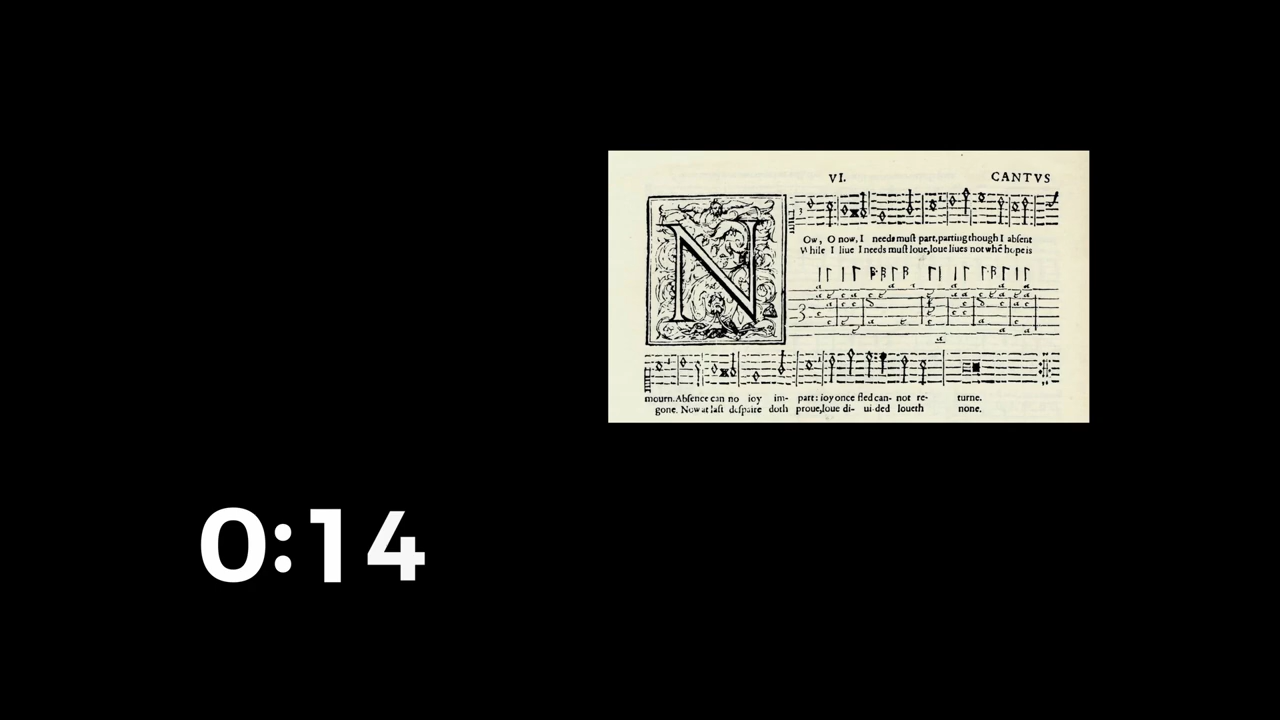 VI. CANTVS
N
Ow, O now, I needs muſt part, parting though I abſent
While I liue I needs muſt loue, loue liues not whē hope is
mourn. Abſence can no ioy im- part: ioy once fled can- not re- turne.
gone. Now at laſt deſpaire doth proue, loue di- ui-ded loueth none.
0:14